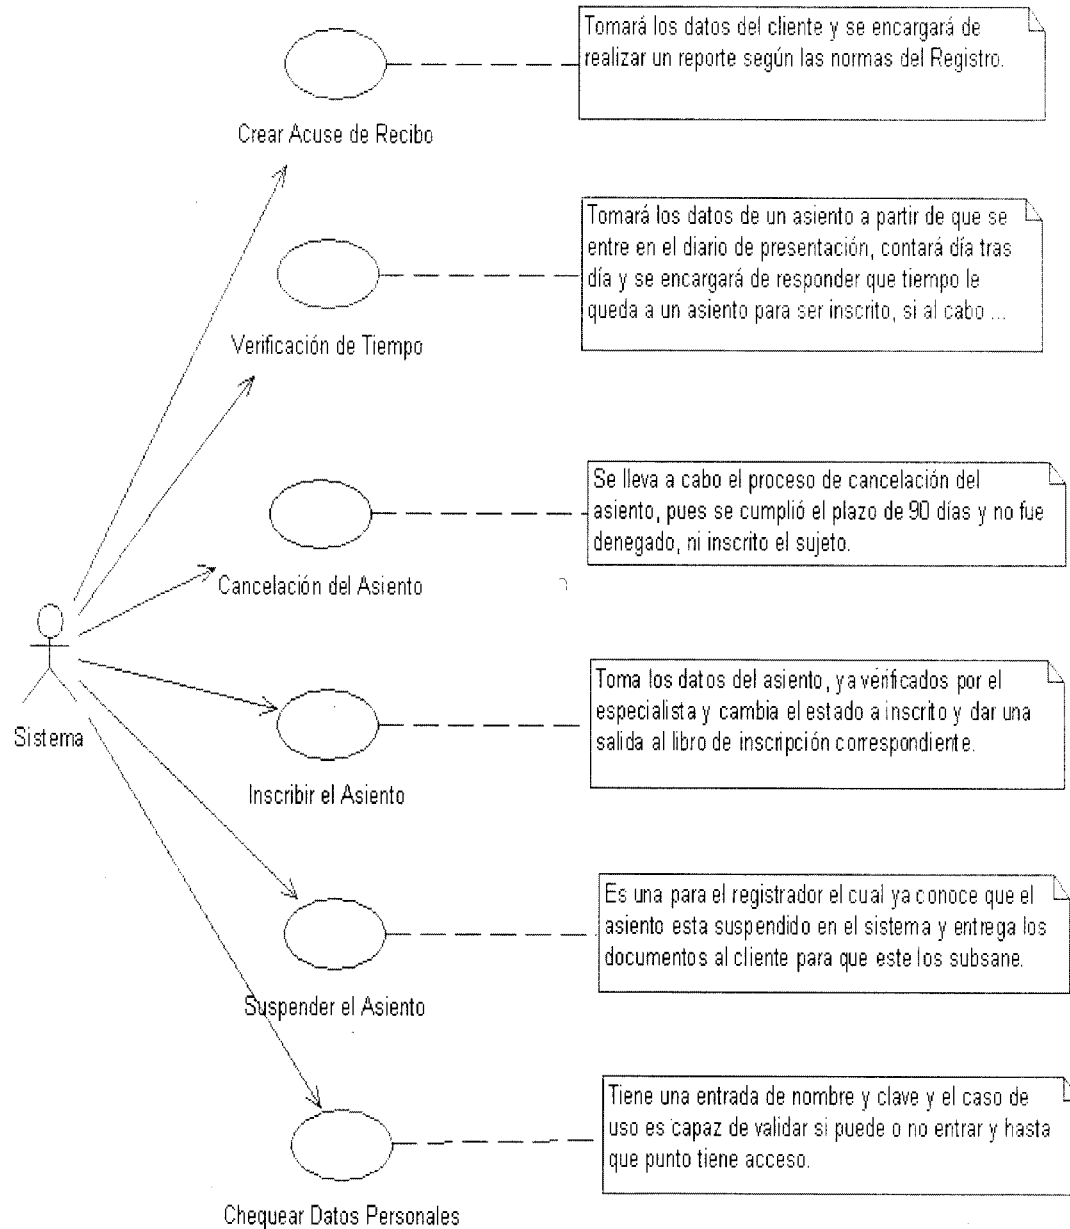 Tomará los datos del cliente y se encargará de
realizar un reporte según las normas del Registro.
Crear Acuse de Recibo
Tomará los datos de un asiento a partir de que se
entre en el diario de presentación, contará día tras
día y se encargará de responder que tiempo le
queda a un asiento para ser inscrito, si al cabo ...
Verificación de Tiempo
Se lleva a cabo el proceso de cancelación del
asiento, pues se cumplió el plazo de 90 días y no fue
denegado, ni inscrito el sujeto.
Cancelación del Asiento
Sistema
Toma los datos del asiento, ya verificados por el
especialista y cambia el estado a inscrito y dar una
salida al libro de inscripción correspondiente.
Inscribir el Asiento
Es una para el registrador el cual ya conoce que el
asiento esta suspendido en el sistema y entrega los
documentos al cliente para que este los subsane.
Suspender el Asiento
Tiene una entrada de nombre y clave y el caso de
uso es capaz de validar si puede o no entrar y hasta
que punto tiene acceso.
Chequear Datos Personales